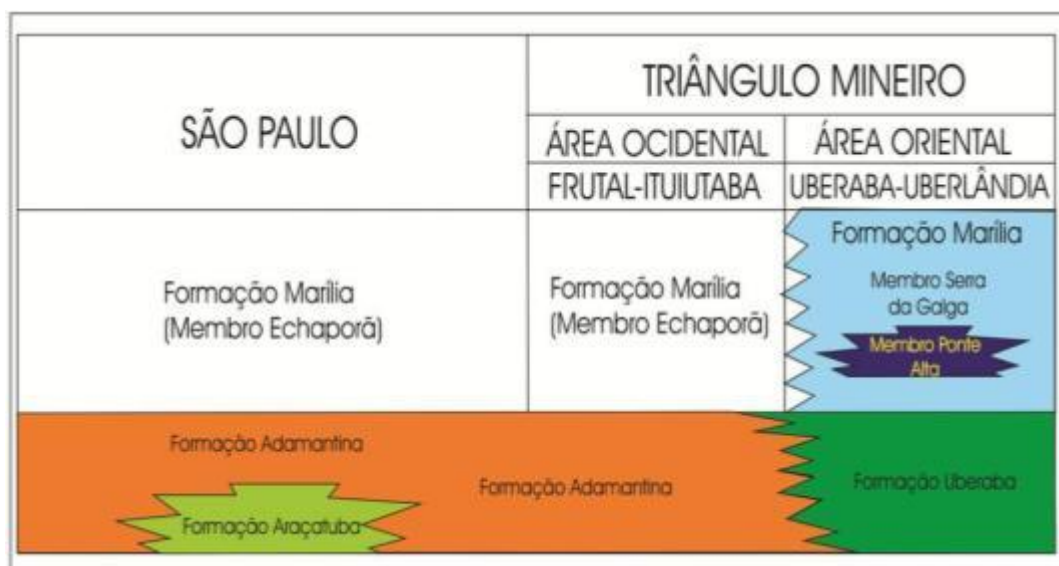 SÃO PAULO
TRIÂNGULO MINEIRO
ÁREA OCIDENTAL
ÁREA ORIENTAL
FRUTAL-ITUIUTABA
UBERABA-UBERLÂNDIA
Formação Marília
(Membro Echaporã)
Formação Marília
(Membro Echaporã)
Formação Marília
Membro Serra
da Galga
Membro Ponte
Alta
Formação Adamantina
Formação Araçatuba
Formação Adamantina
Formação Uberaba